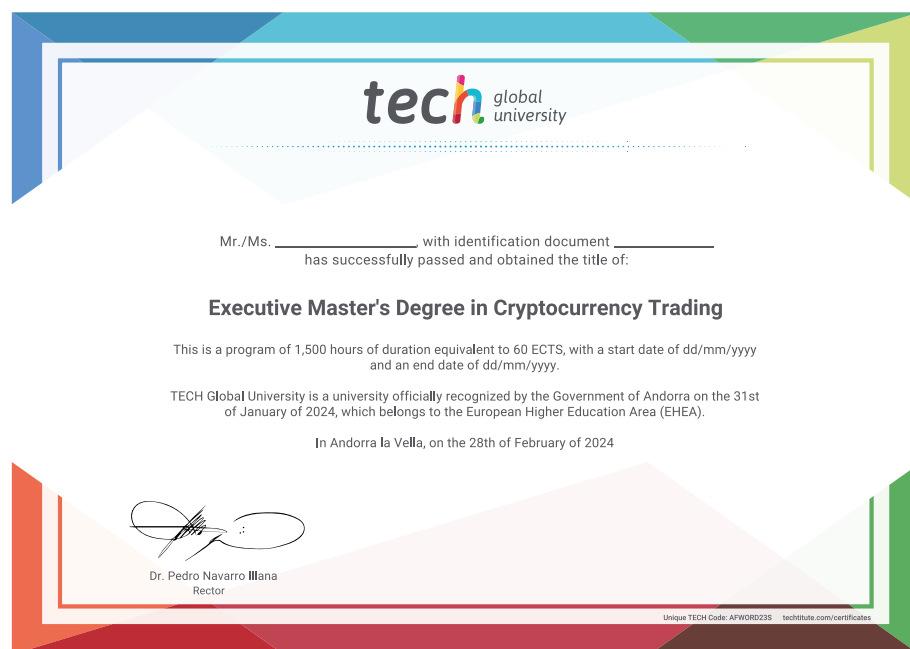 tech global
university
Mr./Ms. ________________, with identification document ____________
has successfully passed and obtained the title of:
Executive Master's Degree in Cryptocurrency Trading
This is a program of 1,500 hours of duration equivalent to 60 ECTS, with a start date of dd/mm/yyyy
and an end date of dd/mm/yyyy.
TECH Global University is a university officially recognized by the Government of Andorra on the 31st
of January of 2024, which belongs to the European Higher Education Area (EHEA).
In Andorra la Vella, on the 28th of February of 2024
Dr. Pedro Navarro Illana
Rector
Unique TECH Code: AFWORD23S techtitute.com/certificates